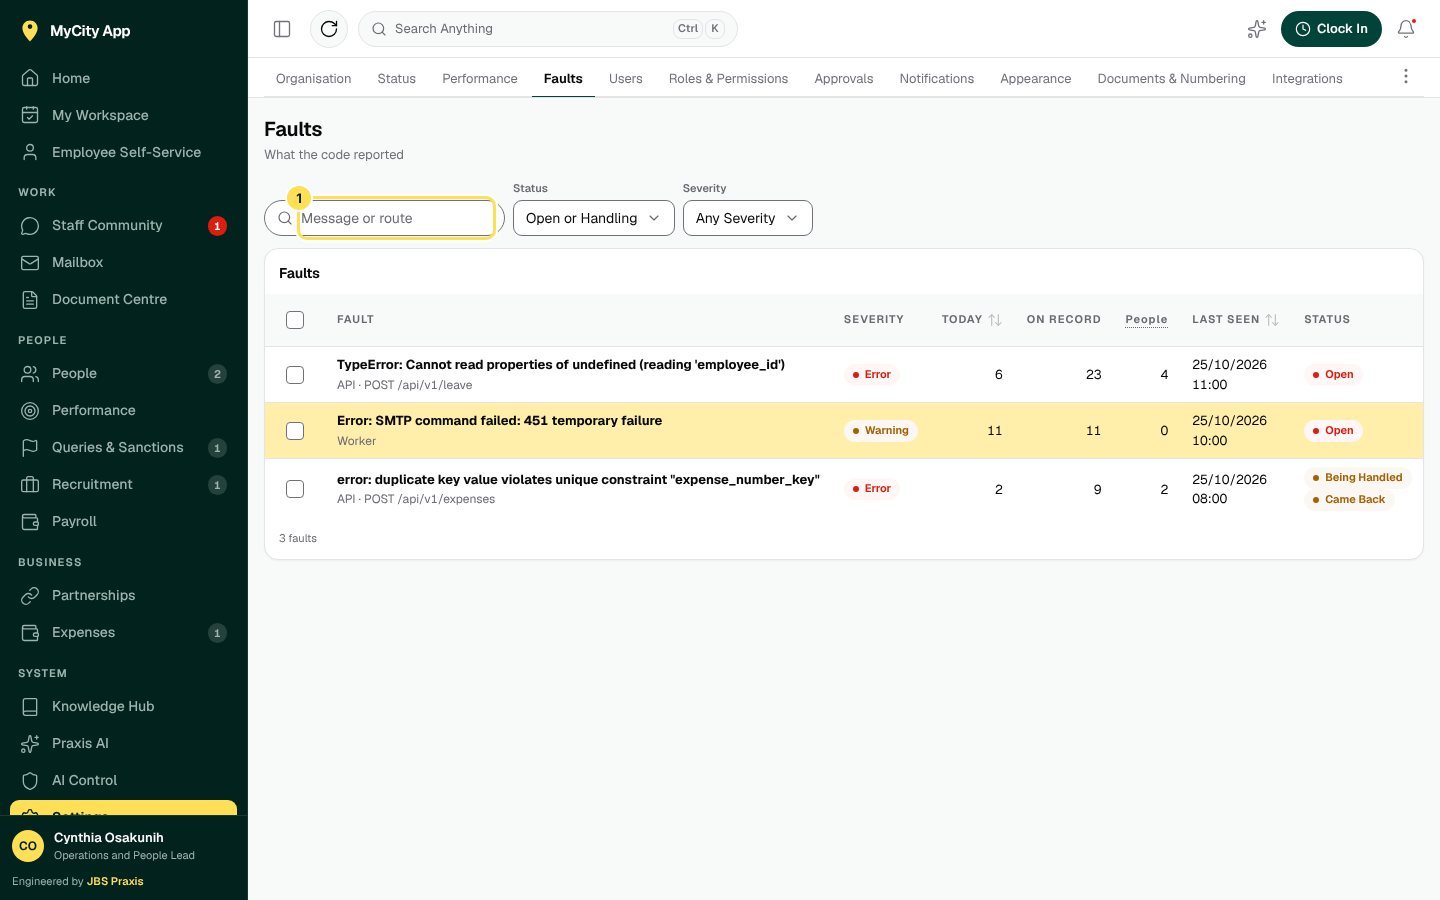 MyCity App
Home
My Workspace
Employee Self-Service
WORK
Staff Community 1
Mailbox
Document Centre
PEOPLE
People 2
Performance
Queries & Sanctions 1
Recruitment 1
Payroll
BUSINESS
Partnerships
Expenses 1
SYSTEM
Knowledge Hub
Praxis AI
AI Control
Settings
CO Cynthia Osakunih
Operations and People Lead
Engineered by JBS Praxis
Search Anything Ctrl K
Clock In
Organisation Status Performance Faults Users Roles & Permissions Approvals Notifications Appearance Documents & Numbering Integrations
Faults
What the code reported
1
Message or route
Status
Open or Handling
Severity
Any Severity
Faults
FAULT SEVERITY TODAY ON RECORD People LAST SEEN STATUS
TypeError: Cannot read properties of undefined (reading 'employee_id') Error 6 23 4 25/10/2026 Open
API · POST /api/v1/leave 11:00
Error: SMTP command failed: 451 temporary failure Warning 11 11 0 25/10/2026 Open
Worker 10:00
error: duplicate key value violates unique constraint "expense_number_key" Error 2 9 2 25/10/2026 Being Handled
API · POST /api/v1/expenses 08:00 Came Back
3 faults